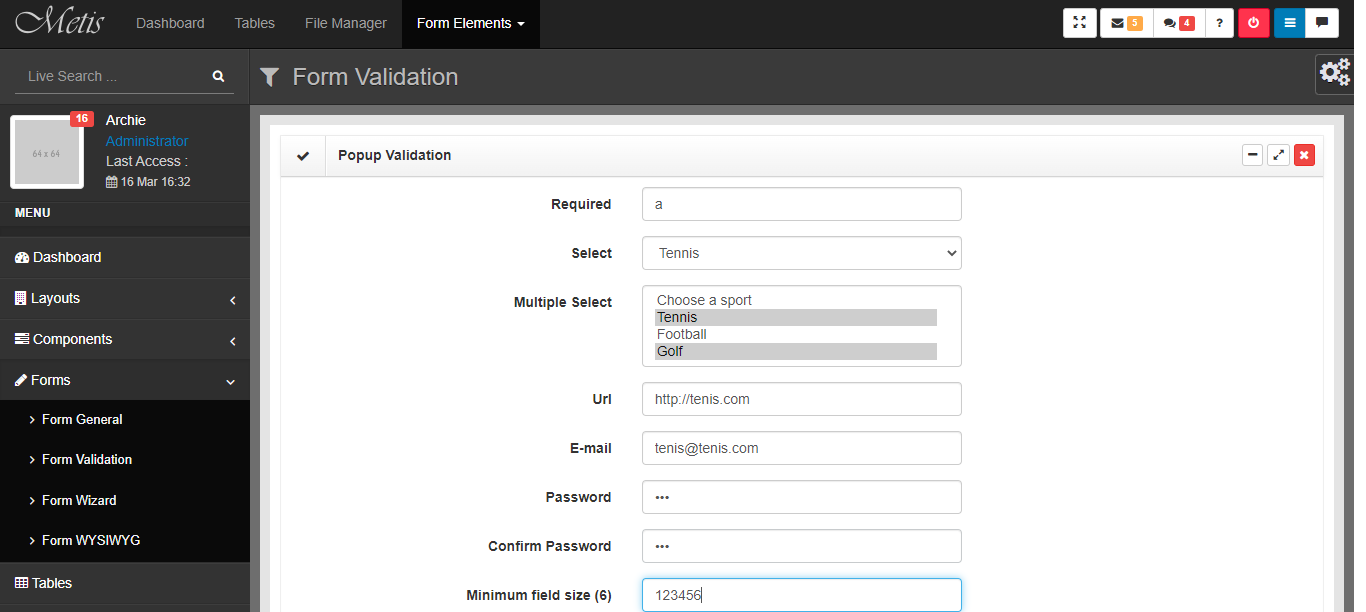 Metis Dashboard Tables File Manager Form Elements 5 4 ?
Live Search ...
Form Validation
16
64 x 64
Archie
Administrator
Last Access :
16 Mar 16:32
MENU
Dashboard
Layouts
Components
Forms
Form General
Form Validation
Form Wizard
Form WYSIWYG
Tables
Popup Validation
Required a
Select Tennis
Multiple Select Choose a sport
Tennis
Football
Golf
Url http://tenis.com
E-mail tenis@tenis.com
Password •••
Confirm Password •••
Minimum field size (6) 123456